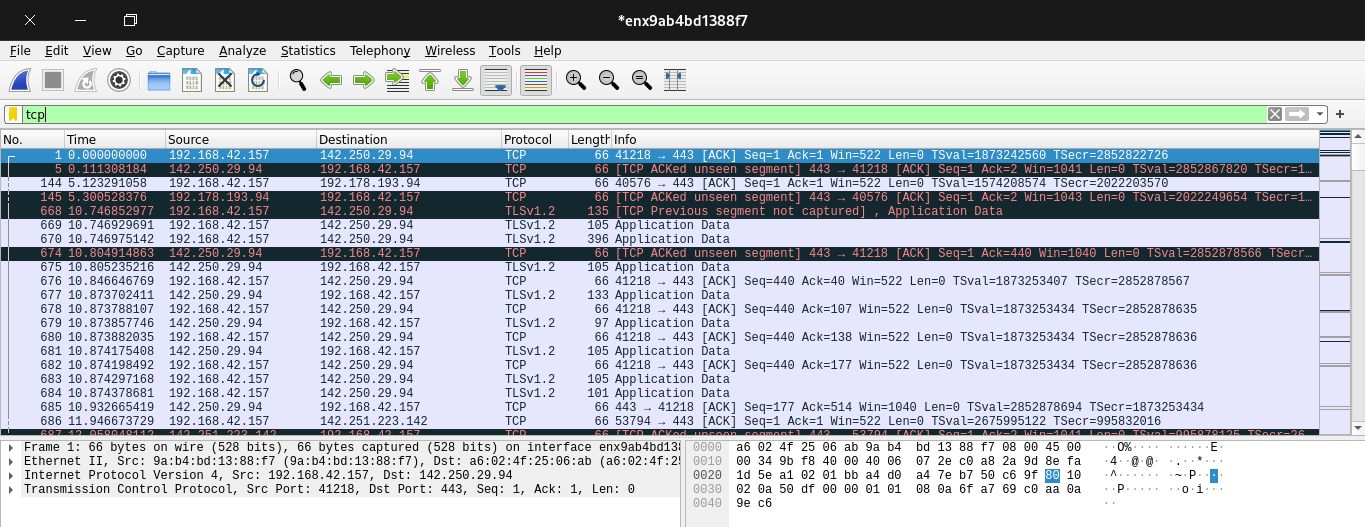 *enx9ab4bd1388f7
File Edit View Go Capture Analyze Statistics Telephony Wireless Tools Help
tcp
No. Time Source Destination Protocol Length Info
1 0.000000000 192.168.42.157 142.250.29.94 TCP 66 41218 → 443 [ACK] Seq=1 Ack=1 Win=522 Len=0 TSval=1873242560 TSecr=2852822726
5 0.111308184 142.250.29.94 192.168.42.157 TCP 66 [TCP ACKed unseen segment] 443 → 41218 [ACK] Seq=1 Ack=2 Win=1041 Len=0 TSval=2852867820 TSecr=1…
144 5.123291058 192.168.42.157 192.178.193.94 TCP 66 40576 → 443 [ACK] Seq=1 Ack=1 Win=522 Len=0 TSval=1574208574 TSecr=2022203570
145 5.300528376 192.178.193.94 192.168.42.157 TCP 66 [TCP ACKed unseen segment] 443 → 40576 [ACK] Seq=1 Ack=2 Win=1043 Len=0 TSval=2022249654 TSecr=1…
668 10.746852977 192.168.42.157 142.250.29.94 TLSv1.2 135 [TCP Previous segment not captured] , Application Data
669 10.746929691 192.168.42.157 142.250.29.94 TLSv1.2 105 Application Data
670 10.746975142 192.168.42.157 142.250.29.94 TLSv1.2 396 Application Data
674 10.804914863 142.250.29.94 192.168.42.157 TCP 66 [TCP ACKed unseen segment] 443 → 41218 [ACK] Seq=1 Ack=440 Win=1040 Len=0 TSval=2852878566 TSecr…
675 10.805235216 142.250.29.94 192.168.42.157 TLSv1.2 105 Application Data
676 10.846646769 192.168.42.157 142.250.29.94 TCP 66 41218 → 443 [ACK] Seq=440 Ack=40 Win=522 Len=0 TSval=1873253407 TSecr=2852878567
677 10.873702411 142.250.29.94 192.168.42.157 TLSv1.2 133 Application Data
678 10.873788107 192.168.42.157 142.250.29.94 TCP 66 41218 → 443 [ACK] Seq=440 Ack=107 Win=522 Len=0 TSval=1873253434 TSecr=2852878635
679 10.873857746 142.250.29.94 192.168.42.157 TLSv1.2 97 Application Data
680 10.873882035 192.168.42.157 142.250.29.94 TCP 66 41218 → 443 [ACK] Seq=440 Ack=138 Win=522 Len=0 TSval=1873253434 TSecr=2852878636
681 10.874175408 142.250.29.94 192.168.42.157 TLSv1.2 105 Application Data
682 10.874198492 192.168.42.157 142.250.29.94 TCP 66 41218 → 443 [ACK] Seq=440 Ack=177 Win=522 Len=0 TSval=1873253434 TSecr=2852878636
683 10.874297168 192.168.42.157 142.250.29.94 TLSv1.2 105 Application Data
684 10.874378681 192.168.42.157 142.250.29.94 TLSv1.2 101 Application Data
685 10.932665419 142.250.29.94 192.168.42.157 TCP 66 443 → 41218 [ACK] Seq=177 Ack=514 Win=1040 Len=0 TSval=2852878694 TSecr=1873253434
686 11.946673729 192.168.42.157 142.251.223.142 TCP 66 53794 → 443 [ACK] Seq=1 Ack=1 Win=522 Len=0 TSval=2675995122 TSecr=995832016
Frame 1: 66 bytes on wire (528 bits), 66 bytes captured (528 bits) on interface enx9ab4bd138
Ethernet II, Src: 9a:b4:bd:13:88:f7 (9a:b4:bd:13:88:f7), Dst: a6:02:4f:25:06:ab (a6:02:4f:25
Internet Protocol Version 4, Src: 192.168.42.157, Dst: 142.250.29.94
Transmission Control Protocol, Src Port: 41218, Dst Port: 443, Seq: 1, Ack: 1, Len: 0
0000 a6 02 4f 25 06 ab 9a b4 bd 13 88 f7 08 00 45 00 ··O%···· ······E·
0010 00 34 9b f8 40 00 40 06 07 2e c0 a8 2a 9d 8e fa ·4··@·@· ·.··*···
0020 1d 5e a1 02 01 bb a4 d0 a4 7e b7 50 c6 9f 80 10 ·^······ ·~·P····
0030 02 0a 50 df 00 00 01 01 08 0a 6f a7 69 c0 aa 0a ··P····· ··o·i···
0040 9e c6 ··